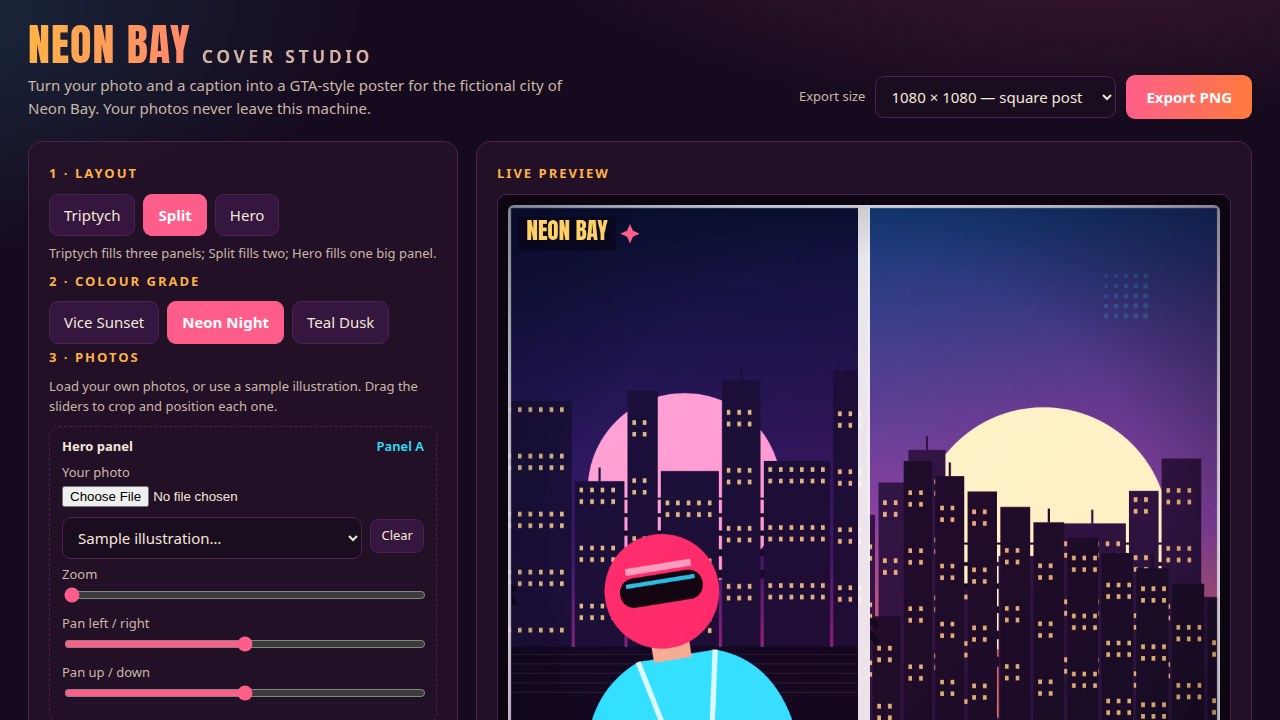 NEON BAY COVER STUDIO
Turn your photo and a caption into a GTA-style poster for the fictional city of
Neon Bay. Your photos never leave this machine.
Export size
1080 × 1080 — square post
Export PNG
1 · LAYOUT
Triptych
Split
Hero
Triptych fills three panels; Split fills two; Hero fills one big panel.
2 · COLOUR GRADE
Vice Sunset
Neon Night
Teal Dusk
3 · PHOTOS
Load your own photos, or use a sample illustration. Drag the
sliders to crop and position each one.
Hero panel
Panel A
Your photo
Choose File No file chosen
Sample illustration...
Clear
Zoom
Pan left / right
Pan up / down
LIVE PREVIEW
NEON BAY